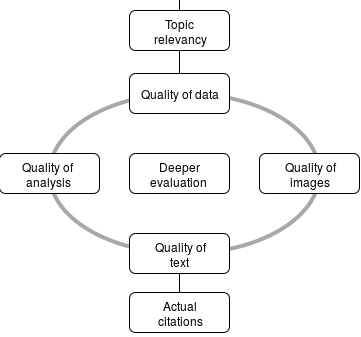 Topic
relevancy
Quality of data
Quality of
analysis
Deeper
evaluation
Quality of
images
Quality of
text
Actual
citations